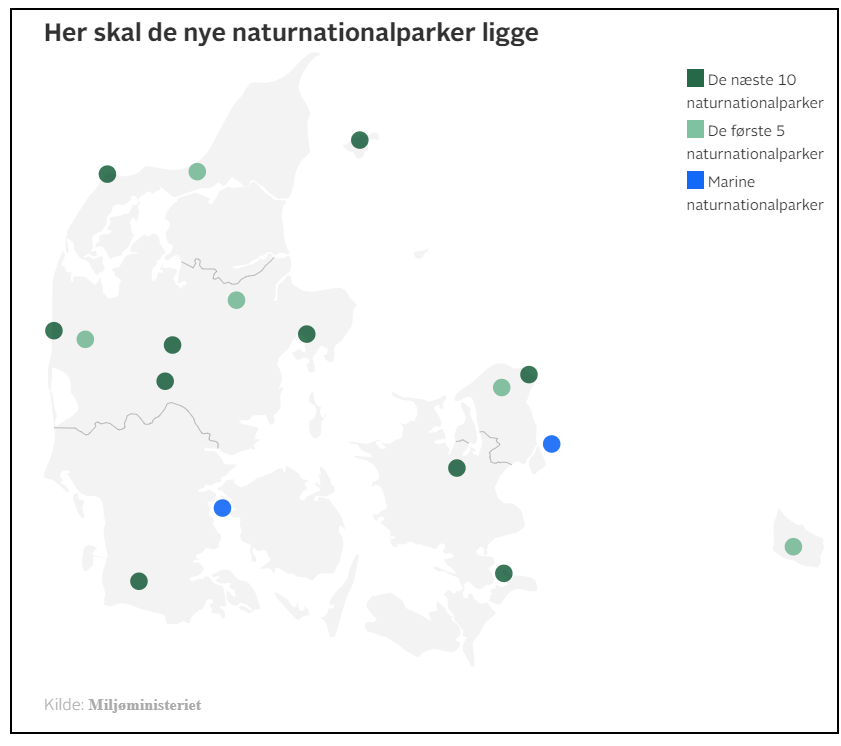 Her skal de nye naturnationalparker ligge
De næste 10
naturnationalparker
De første 5
naturnationalparker
Marine
naturnationalparker
Kilde: Miljøministeriet